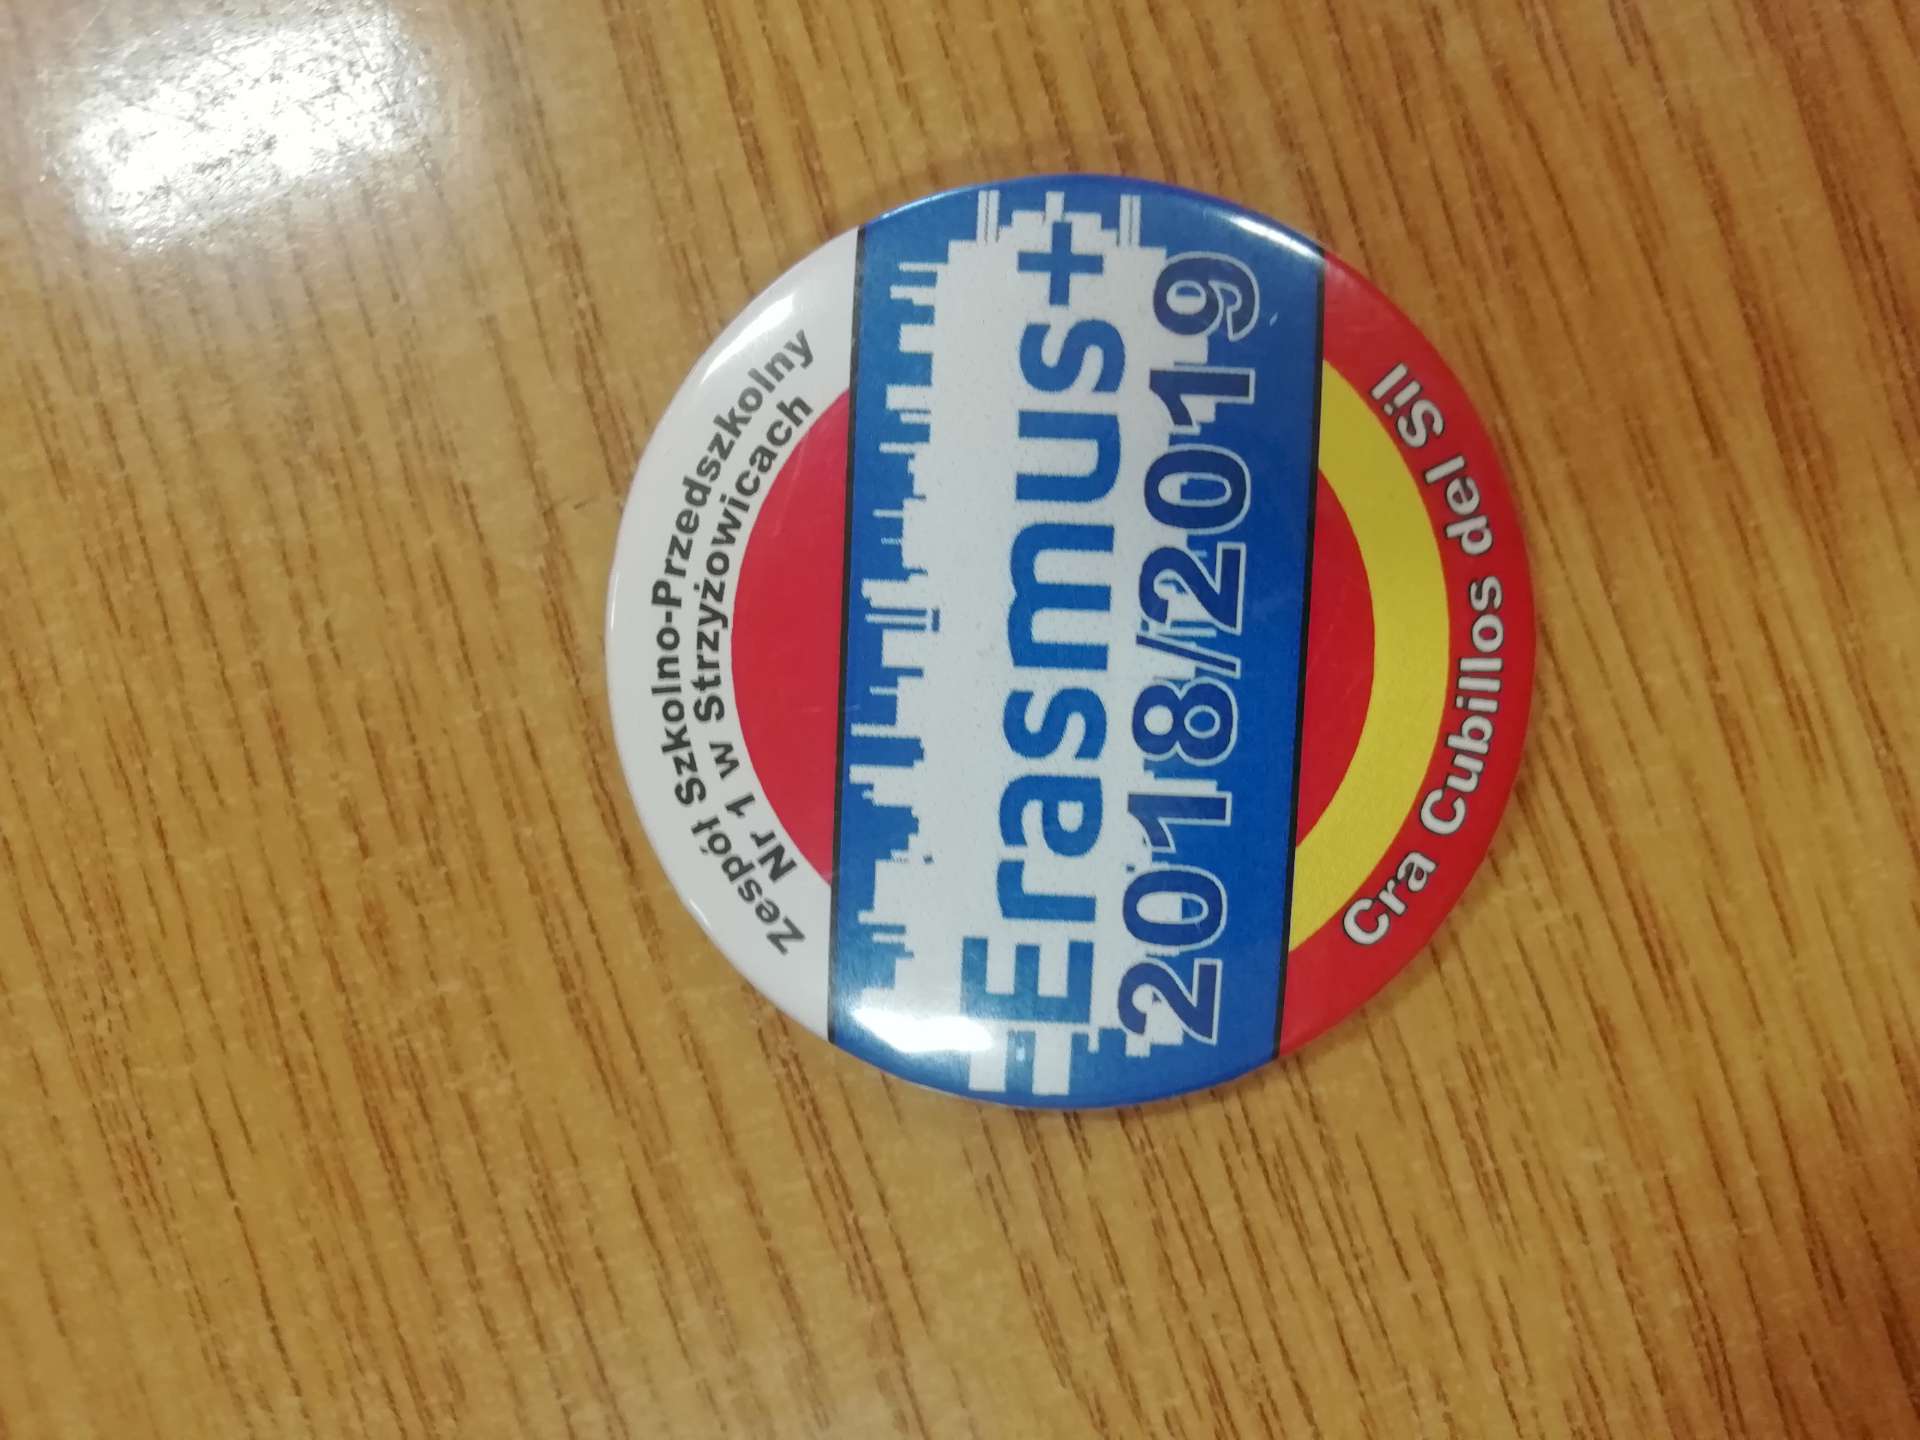 Zespół Szkolno-Przedszkolny
Nr 1 w Strzyżowicach
Erasmus+
2018/2019
Cra Cubillos del Sil